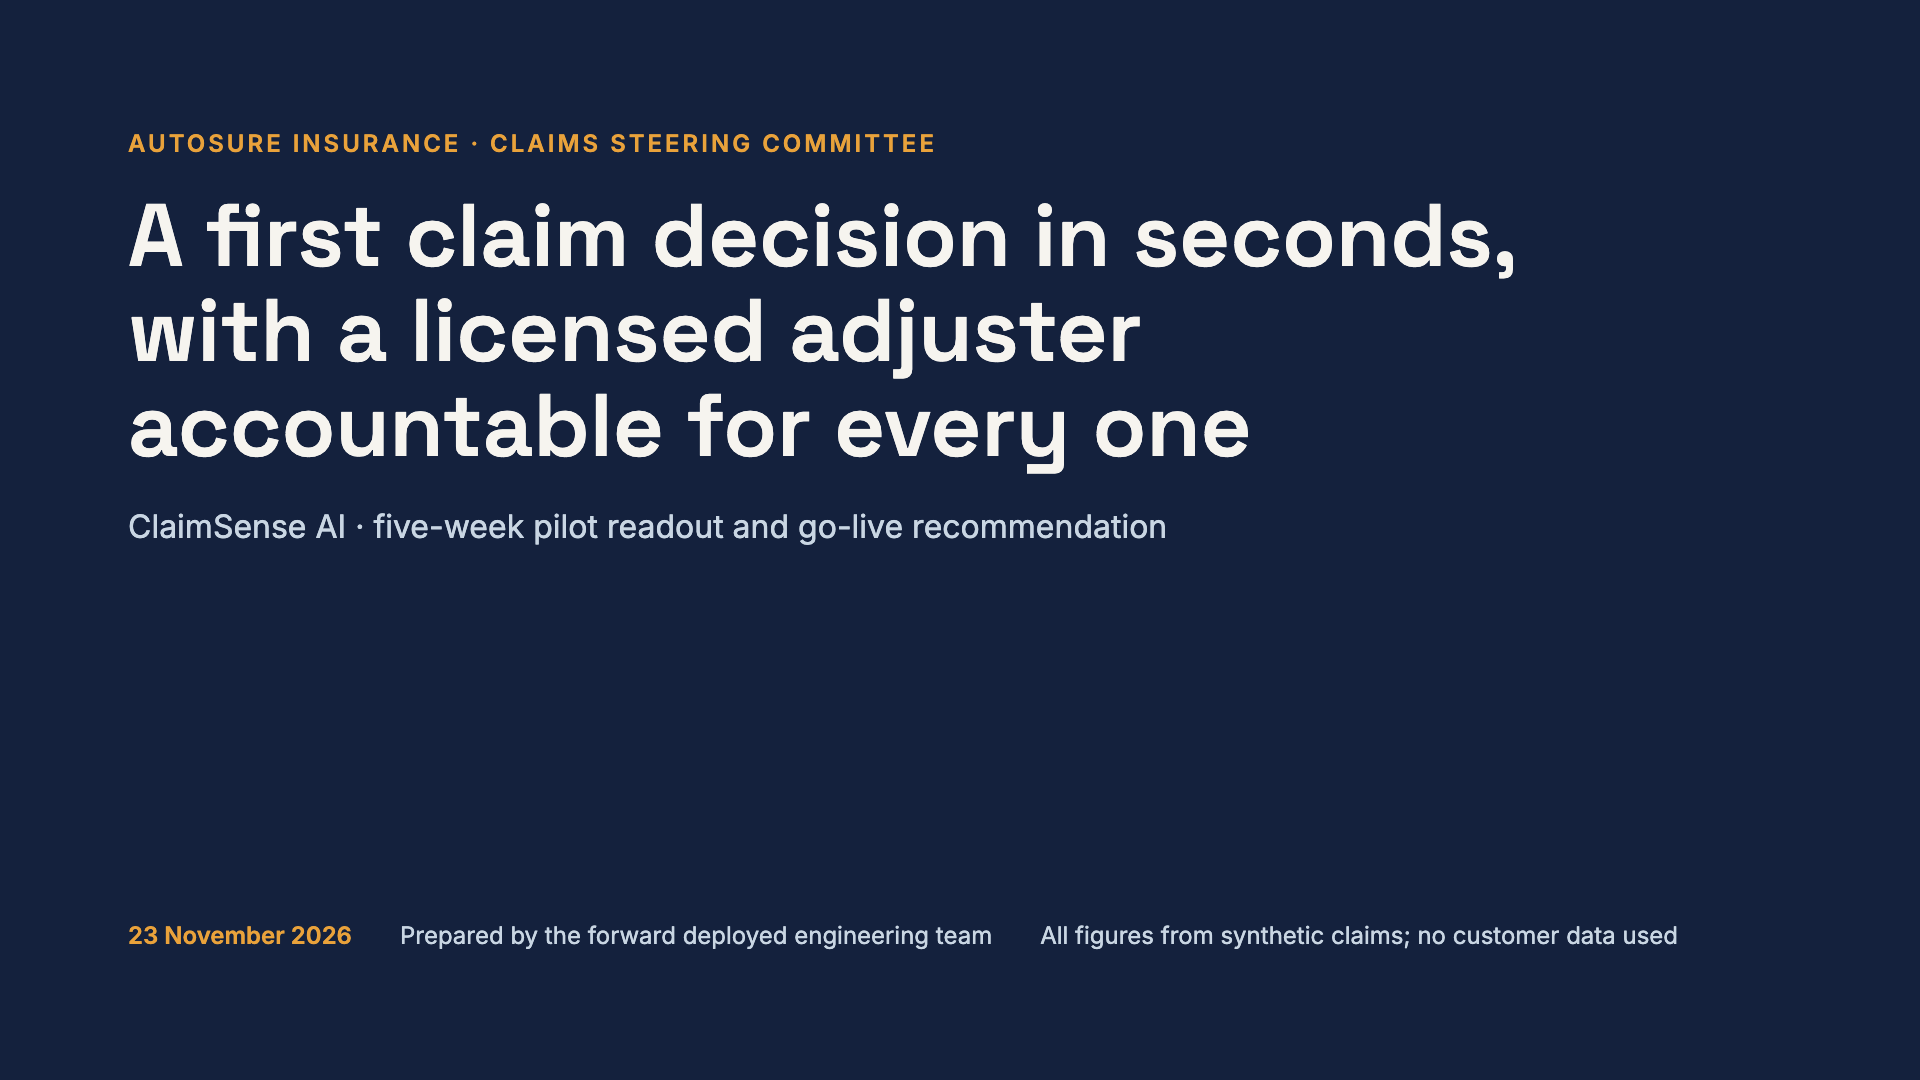 AUTOSURE INSURANCE · CLAIMS STEERING COMMITTEE
A first claim decision in seconds,
with a licensed adjuster
accountable for every one
ClaimSense AI · five-week pilot readout and go-live recommendation
23 November 2026 Prepared by the forward deployed engineering team All figures from synthetic claims; no customer data used